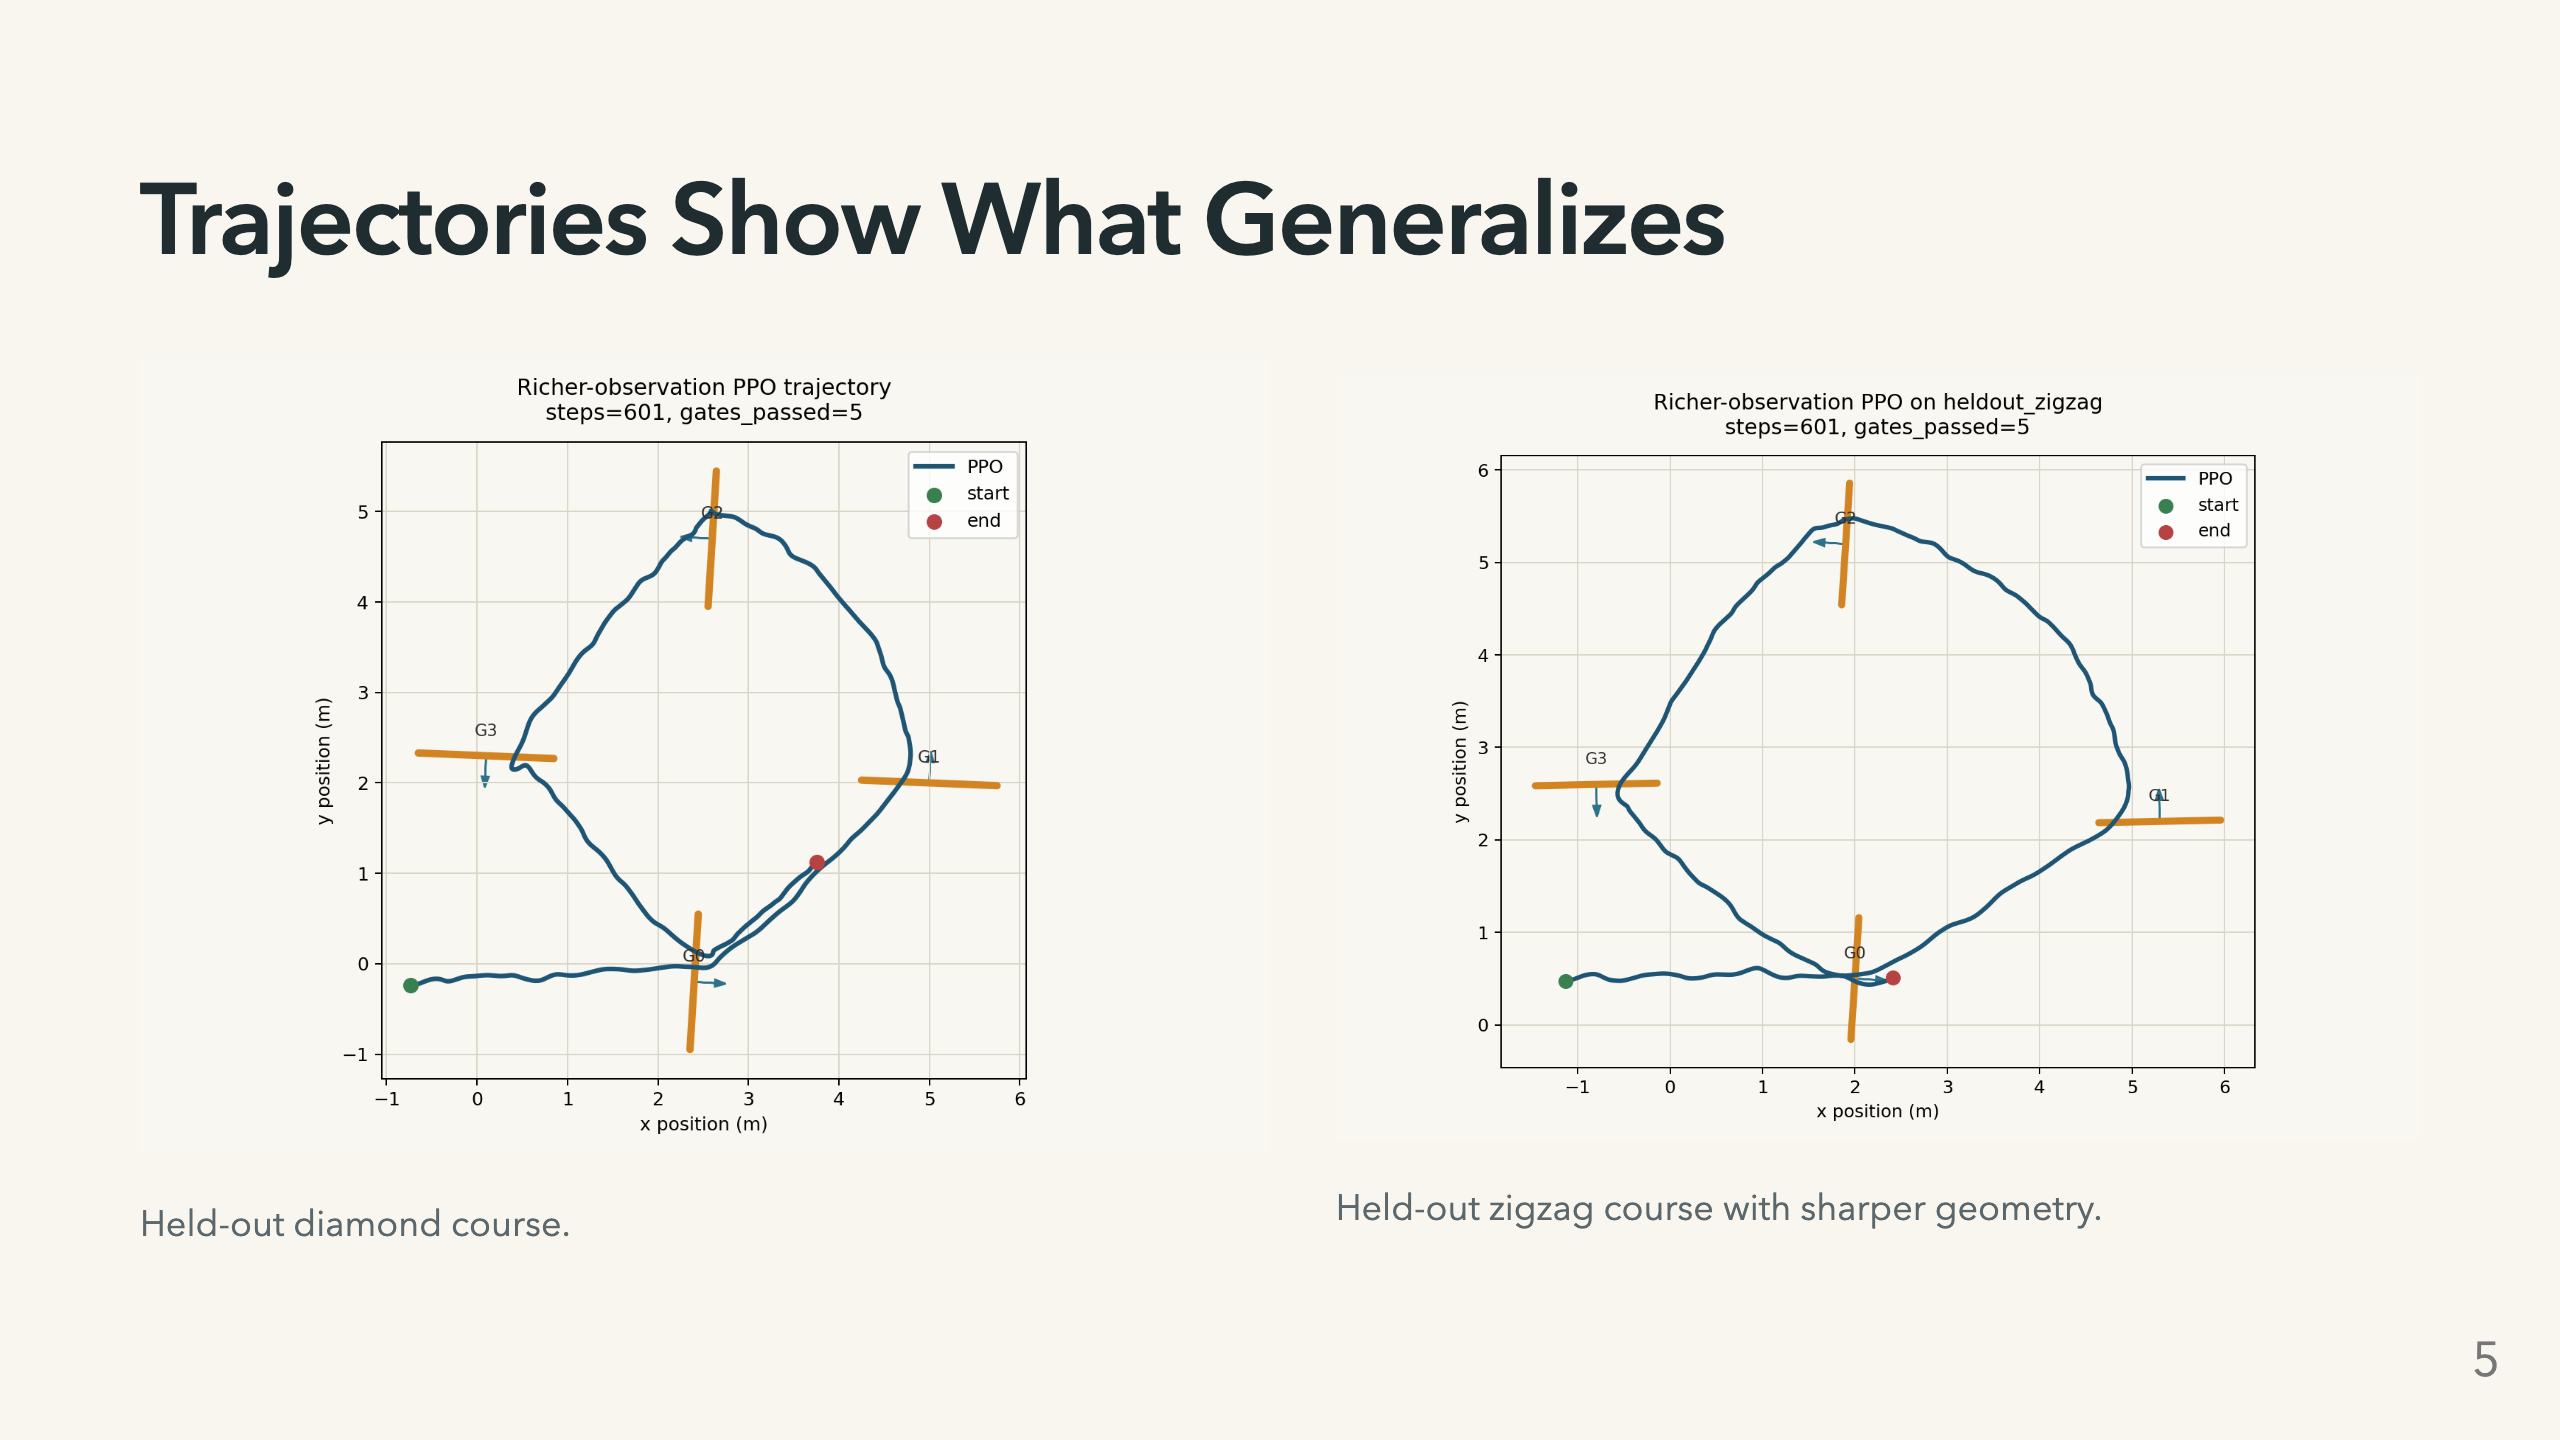 Trajectories Show What Generalizes
Richer-observation PPO trajectory
steps=601, gates_passed=5
PPO
start
end
G2
G3
G1
G0
5
4
3
2
1
0
−1
y position (m)
−1 0 1 2 3 4 5 6
x position (m)
Held-out diamond course.
Richer-observation PPO on heldout_zigzag
steps=601, gates_passed=5
PPO
start
end
G2
G3
G1
G0
6
5
4
3
2
1
0
y position (m)
−1 0 1 2 3 4 5 6
x position (m)
Held-out zigzag course with sharper geometry.
5